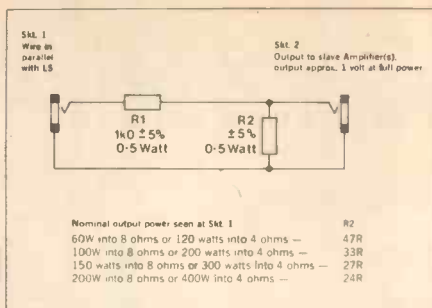 Skt. 1
Wire in
parallel
with LS
Skt. 2
Output to slave Amplifier(s),
output approx. 1 volt at full power
R1
1k0 ±5%
0·5 Watt
R2
±5%
0·5 Watt
Nominal output power seen at Skt. 1 R2
60W into 8 ohms or 120 watts into 4 ohms — 47R
100W into 8 ohms or 200 watts into 4 ohms — 33R
150 watts into 8 ohms or 300 watts into 4 ohms — 27R
200W into 8 ohms or 400W into 4 ohms — 24R